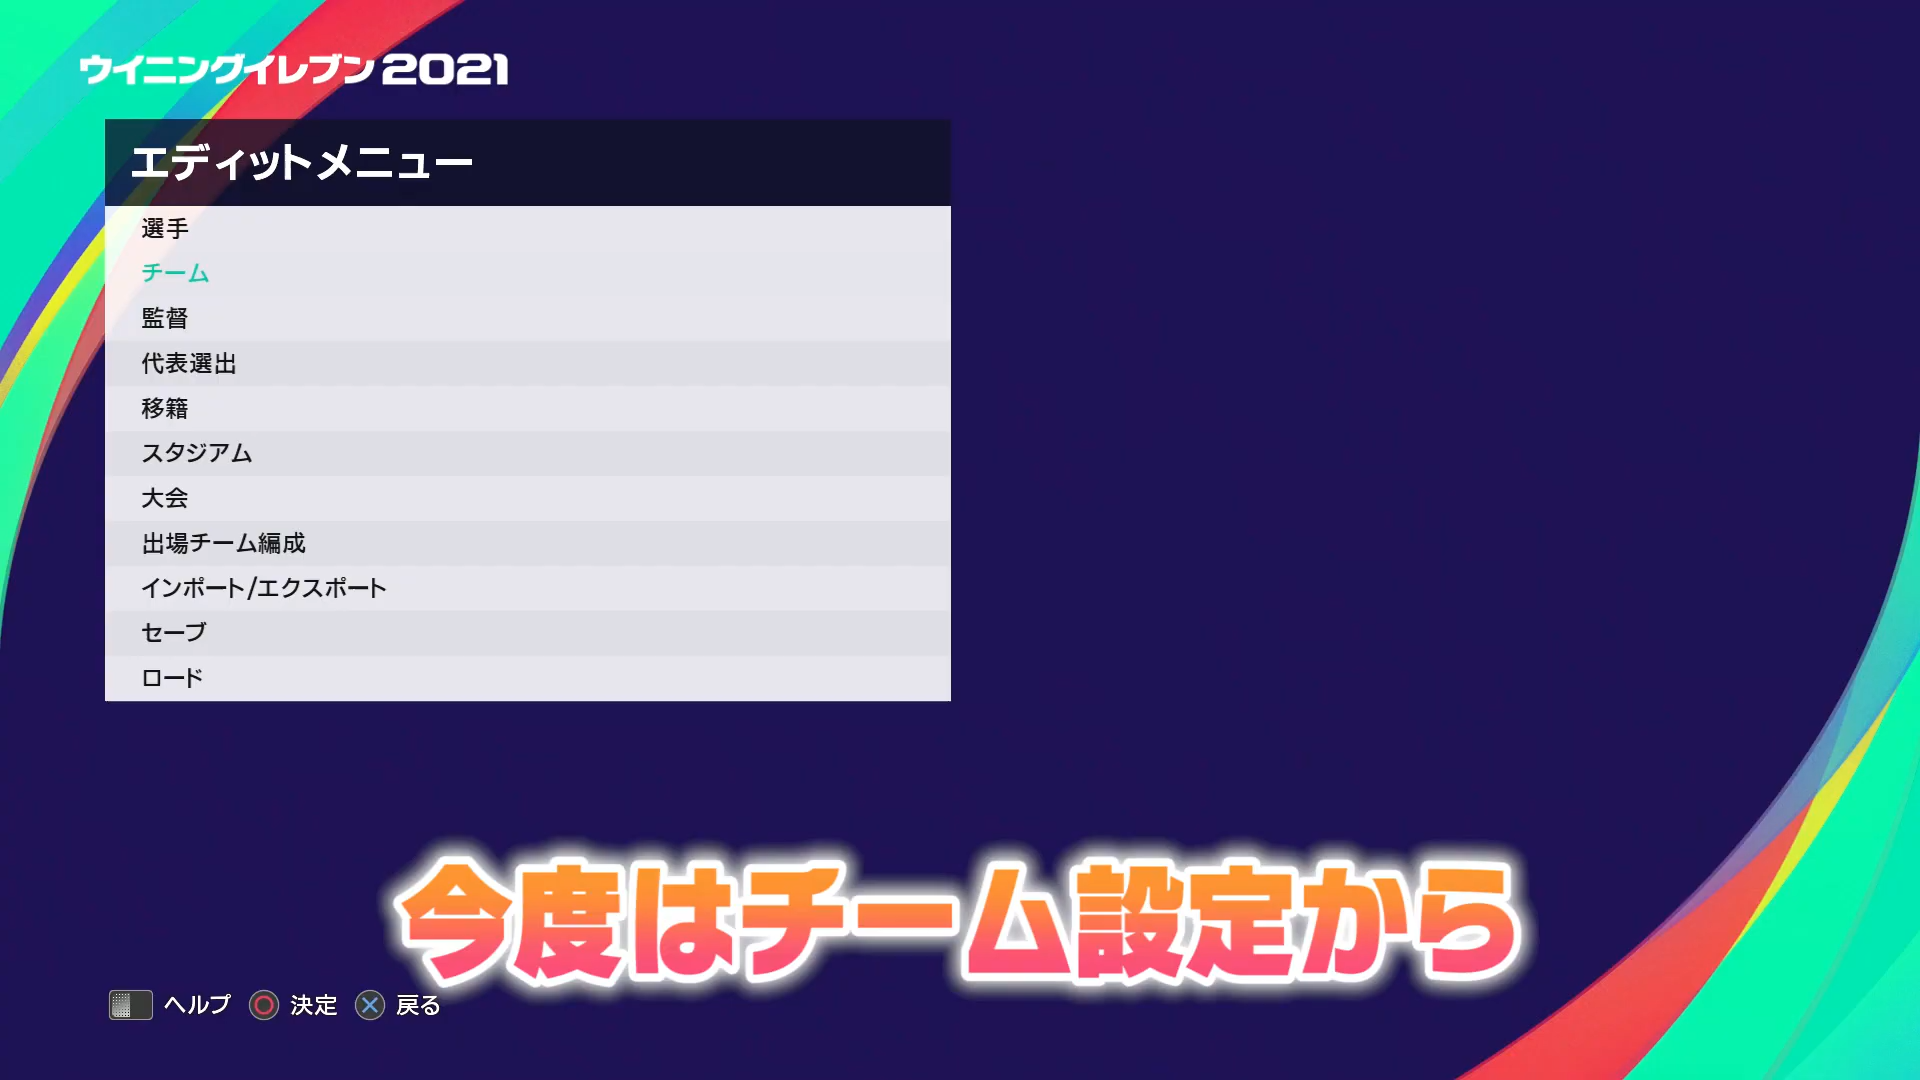 ウイニングイレブン 2021
エディットメニュー
選手
チーム
監督
代表選出
移籍
スタジアム
大会
出場チーム編成
インポート/エクスポート
セーブ
ロード
今度はチーム設定から
ヘルプ 決定 戻る